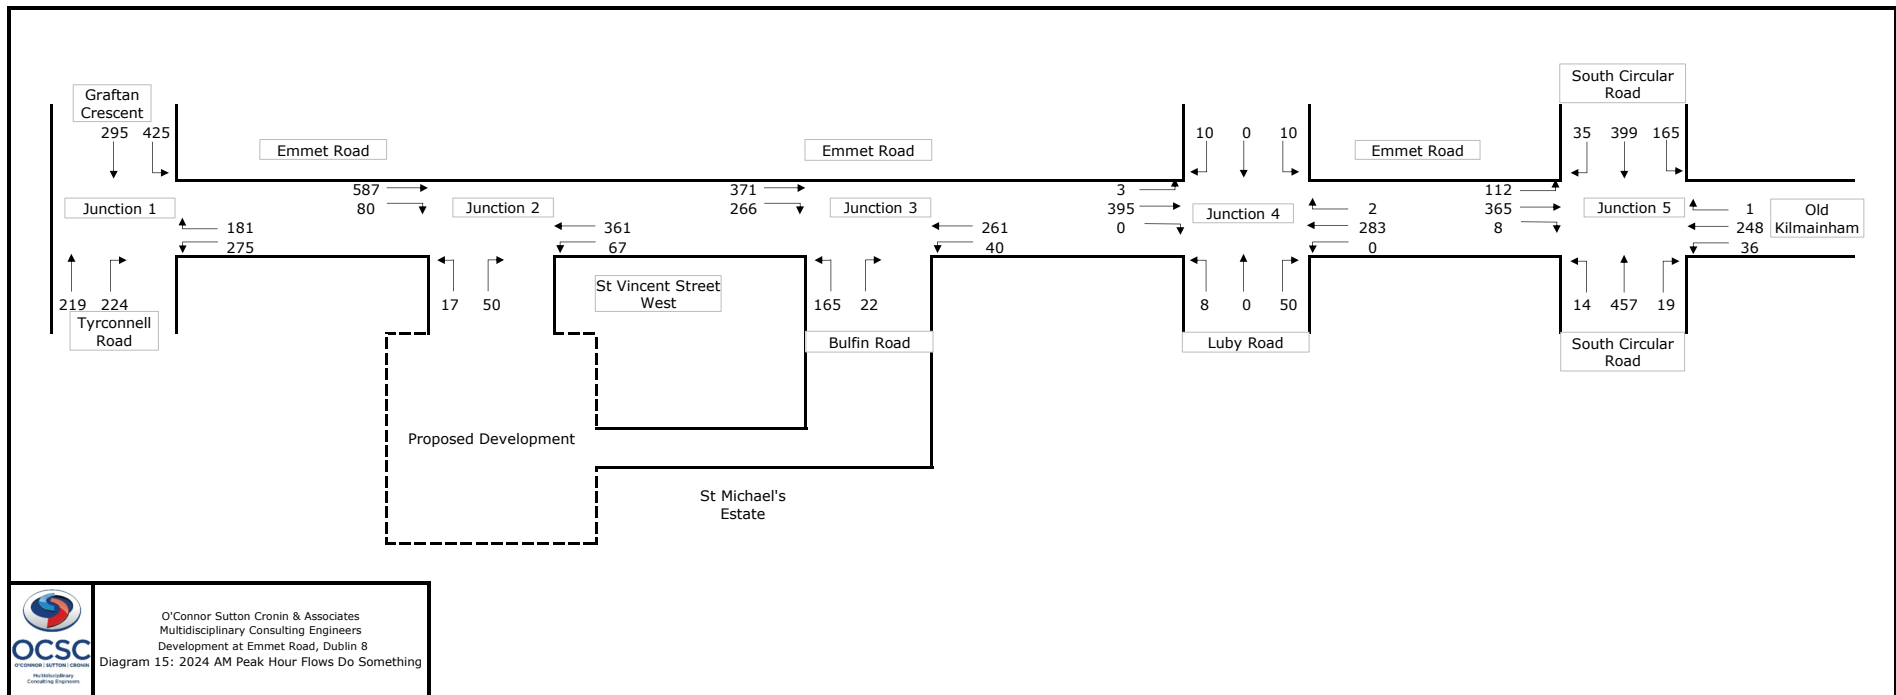 South Circular
Road
Graftan
Crescent
295 425
10 0 10
35 399 165
Emmet Road
Emmet Road
Emmet Road
587
80
371
266
3
395
0
112
365
8
Junction 1
Junction 2
Junction 3
Junction 4
Junction 5
181
275
361
67
261
40
2
283
0
1
248
36
Old
Kilmainham
219 224
17 50
165 22
8 0 50
14 457 19
St Vincent Street
West
Tyrconnell
Road
Bulfin Road
Luby Road
South Circular
Road
Proposed Development
St Michael's
Estate
OCSC
O'CONNOR | SUTTON | CRONIN
Multidisciplinary
Consulting Engineers
O'Connor Sutton Cronin & Associates
Multidisciplinary Consulting Engineers
Development at Emmet Road, Dublin 8
Diagram 15: 2024 AM Peak Hour Flows Do Something